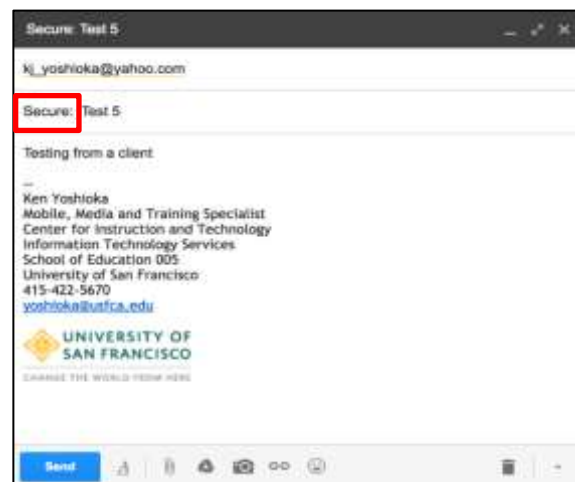 Secure: Test 5
kj_yoshioka@yahoo.com
Secure: Test 5
Testing from a client
--
Ken Yoshioka
Mobile, Media and Training Specialist
Center for Instruction and Technology
Information Technology Services
School of Education 005
University of San Francisco
415-422-5670
yoshioka@usfca.edu
UNIVERSITY OF
SAN FRANCISCO
CHANGE THE WORLD FROM HERE
Send